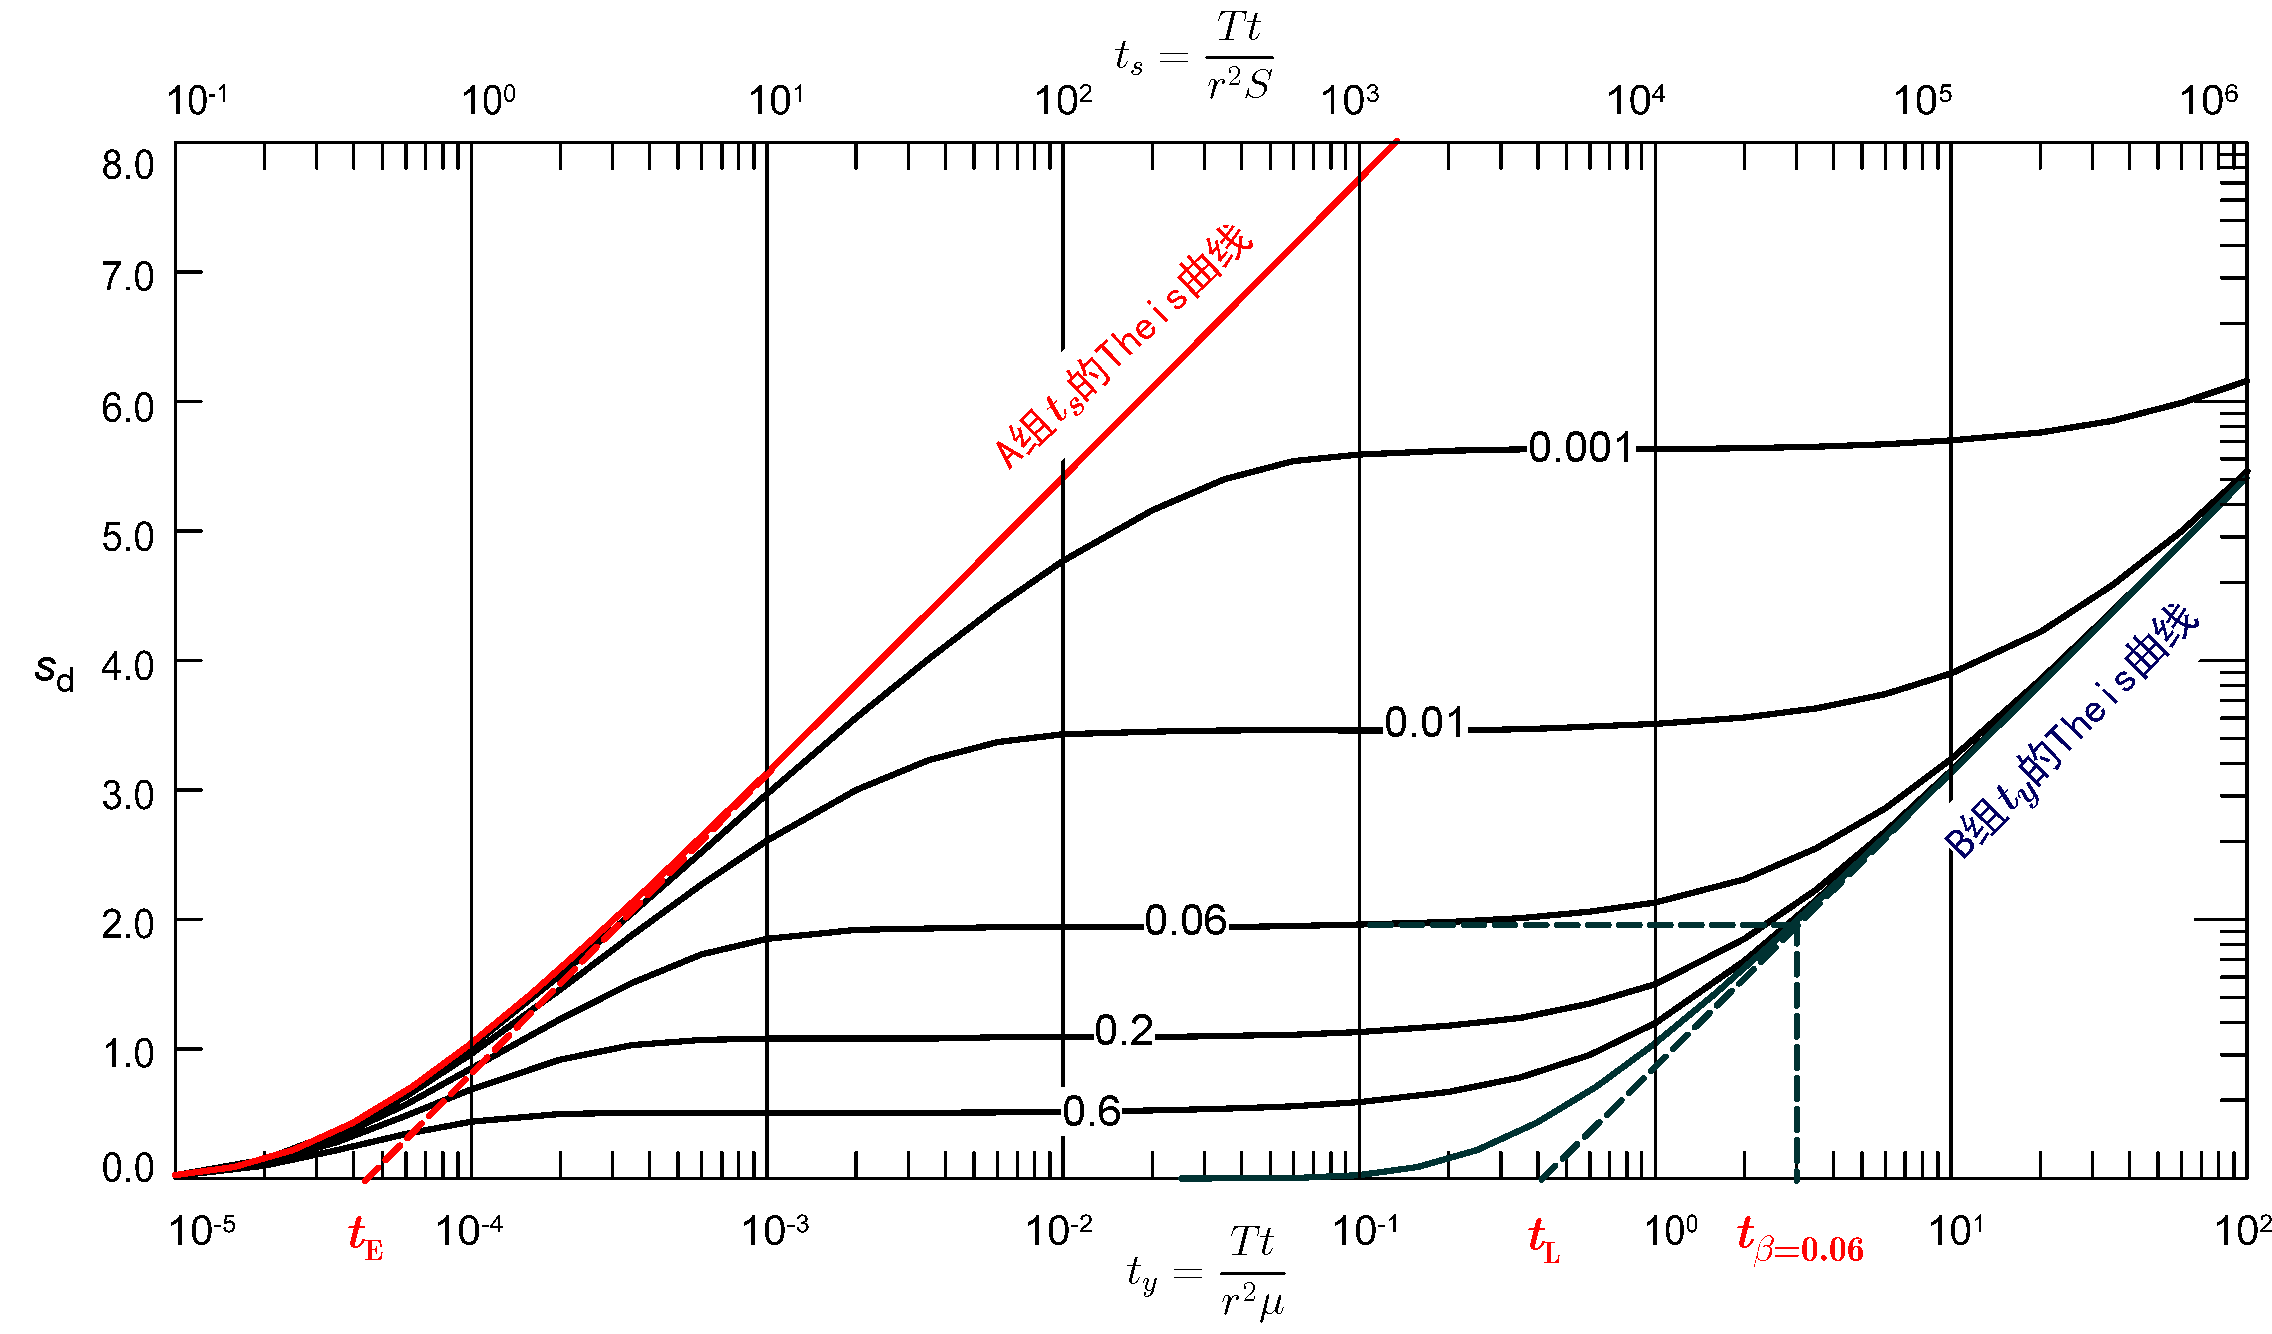 t_s = \frac{Tt}{r^2 S}
10^{-1} 10^0 10^1 10^2 10^3 10^4 10^5 10^6
8.0
7.0
6.0
5.0
4.0
3.0
2.0
1.0
0.0
s_d
A组t_s的Theis曲线
B组t_y的Theis曲线
0.001
0.01
0.06
0.2
0.6
10^{-5} 10^{-4} 10^{-3} 10^{-2} 10^{-1} 10^0 10^1 10^2
t_E t_L t_{β=0.06}
t_y = \frac{Tt}{r^2 μ}